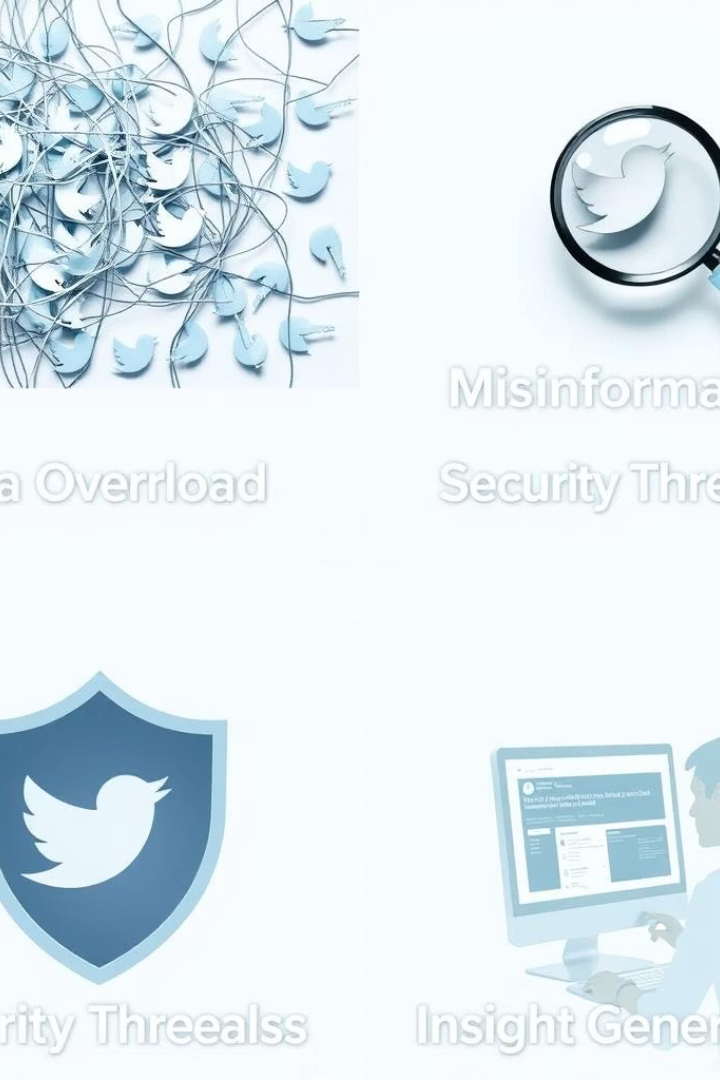 Misinforma
a Overrload
Security Thre
rity Threealss
Insight Gener